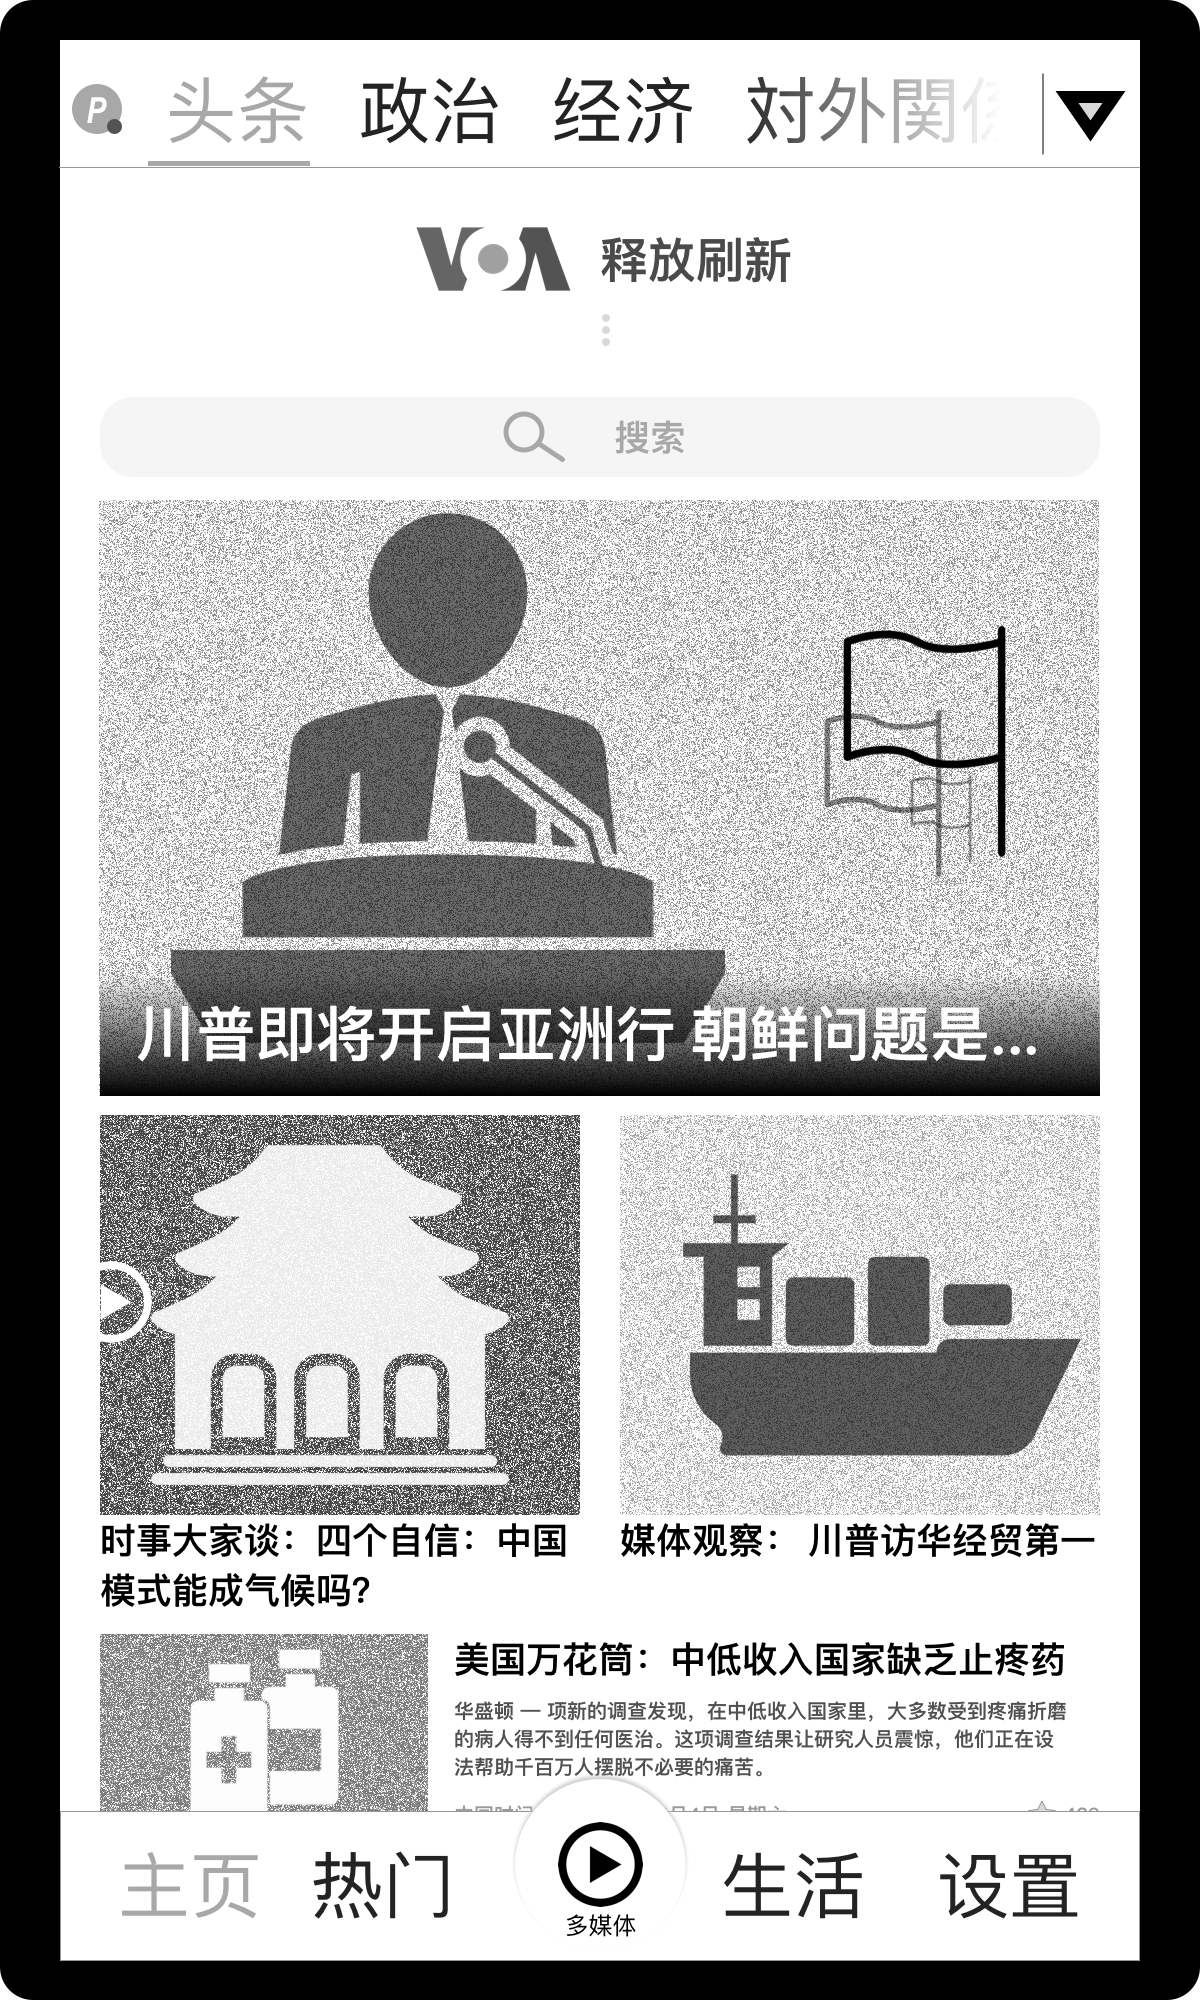 P 头条 政治 经济 対外関係
VOA 释放刷新
搜索
川普即将开启亚洲行 朝鲜问题是...
时事大家谈：四个自信：中国
模式能成气候吗?
媒体观察： 川普访华经贸第一
美国万花筒：中低收入国家缺乏止疼药
华盛顿 — 项新的调查发现，在中低收入国家里，大多数受到疼痛折磨
的病人得不到任何医治。这项调查结果让研究人员震惊，他们正在设
法帮助千百万人摆脱不必要的痛苦。
主页 热门 多媒体 生活 设置